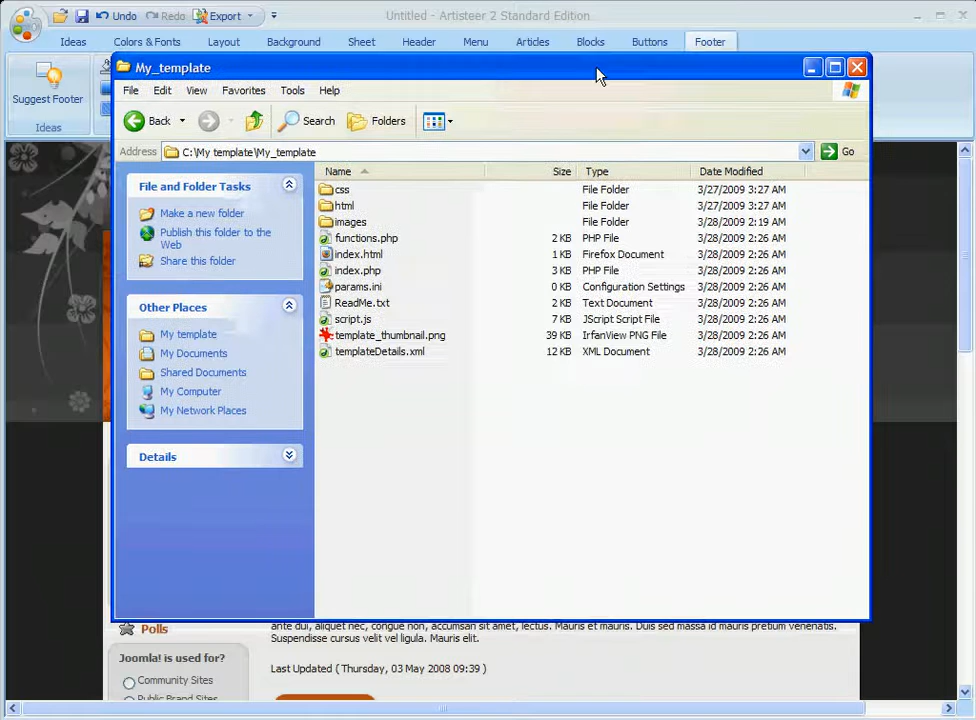 Undo Redo Export Untitled - Artisteer 2 Standard Edition
Ideas Colors & Fonts Layout Background Sheet Header Menu Articles Blocks Buttons Footer
Suggest Footer
Ideas
My_template
File Edit View Favorites Tools Help
Back Search Folders
Address C:\My template\My_template Go
File and Folder Tasks
Make a new folder
Publish this folder to the
Web
Share this folder
Other Places
My template
My Documents
Shared Documents
My Computer
My Network Places
Details
Name Size Type Date Modified
css File Folder 3/27/2009 3:27 AM
html File Folder 3/27/2009 3:27 AM
images File Folder 3/28/2009 2:19 AM
functions.php 2 KB PHP File 3/28/2009 2:26 AM
index.html 1 KB Firefox Document 3/28/2009 2:26 AM
index.php 3 KB PHP File 3/28/2009 2:26 AM
params.ini 0 KB Configuration Settings 3/28/2009 2:26 AM
ReadMe.txt 2 KB Text Document 3/28/2009 2:26 AM
script.js 7 KB JScript Script File 3/28/2009 2:26 AM
template_thumbnail.png 39 KB IrfanView PNG File 3/28/2009 2:26 AM
templateDetails.xml 12 KB XML Document 3/28/2009 2:26 AM
Polls
Joomla! is used for?
Community Sites
Public Brand Sites
ante dui, aliquet nec, congue non, accumsan sit amet, lectus. Mauris et mauris. Duis sed massa id mauris pretium venenatis.
Suspendisse cursus velit vel ligula. Mauris elit.
Last Updated ( Thursday, 03 May 2008 09:39 )